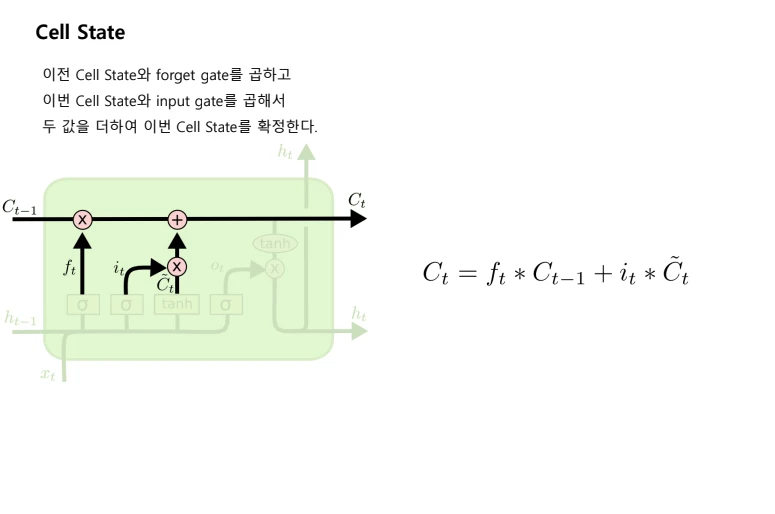 Cell State
이전 Cell State와 forget gate를 곱하고
이번 Cell State와 input gate를 곱해서
두 값을 더하여 이번 Cell State를 확정한다.
h_t
C_{t-1}
C_t
x
+
tanh
f_t
i_t
x
o_t
x
C̃_t
σ
σ
tanh
σ
h_{t-1}
h_t
x_t
C_t = f_t * C_{t-1} + i_t * C̃_t